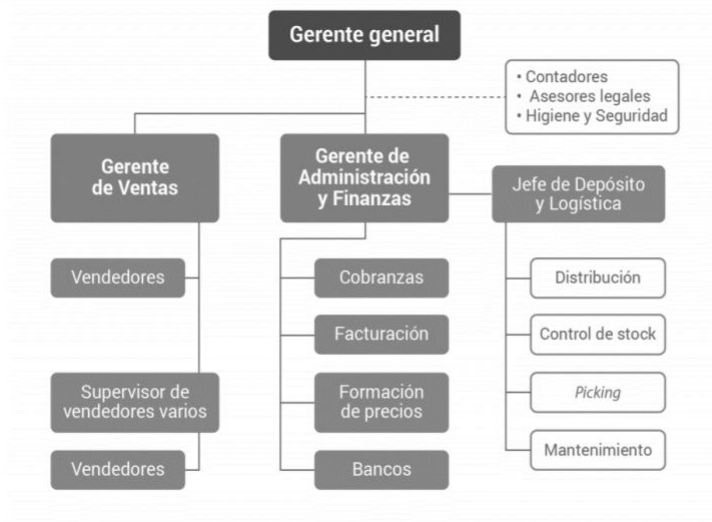 Gerente general
• Contadores
• Asesores legales
• Higiene y Seguridad
Gerente
de Ventas
Gerente de
Administración
y Finanzas
Jefe de Depósito
y Logística
Vendedores
Supervisor de
vendedores varios
Vendedores
Cobranzas
Facturación
Formación
de precios
Bancos
Distribución
Control de stock
Picking
Mantenimiento